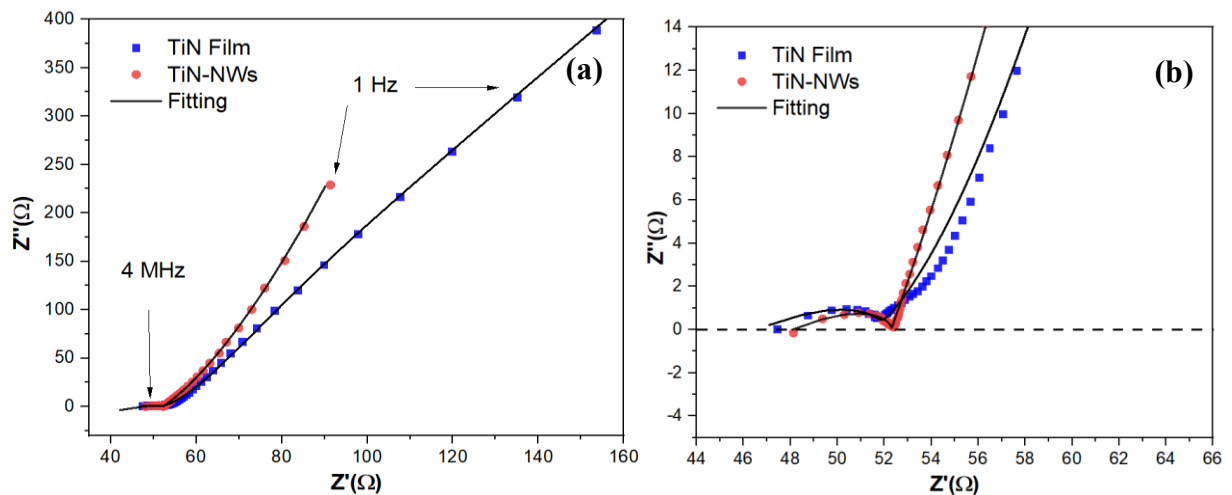 400
350
300
250
200
150
100
50
0
Z''(Ω)
TiN Film
TiN-NWs
Fitting
(a)
1 Hz
4 MHz
40 60 80 100 120 140 160
Z'(Ω)
14
12
10
8
6
4
2
0
-2
-4
Z''(Ω)
TiN Film
TiN-NWs
Fitting
(b)
44 46 48 50 52 54 56 58 60 62 64 66
Z'(Ω)